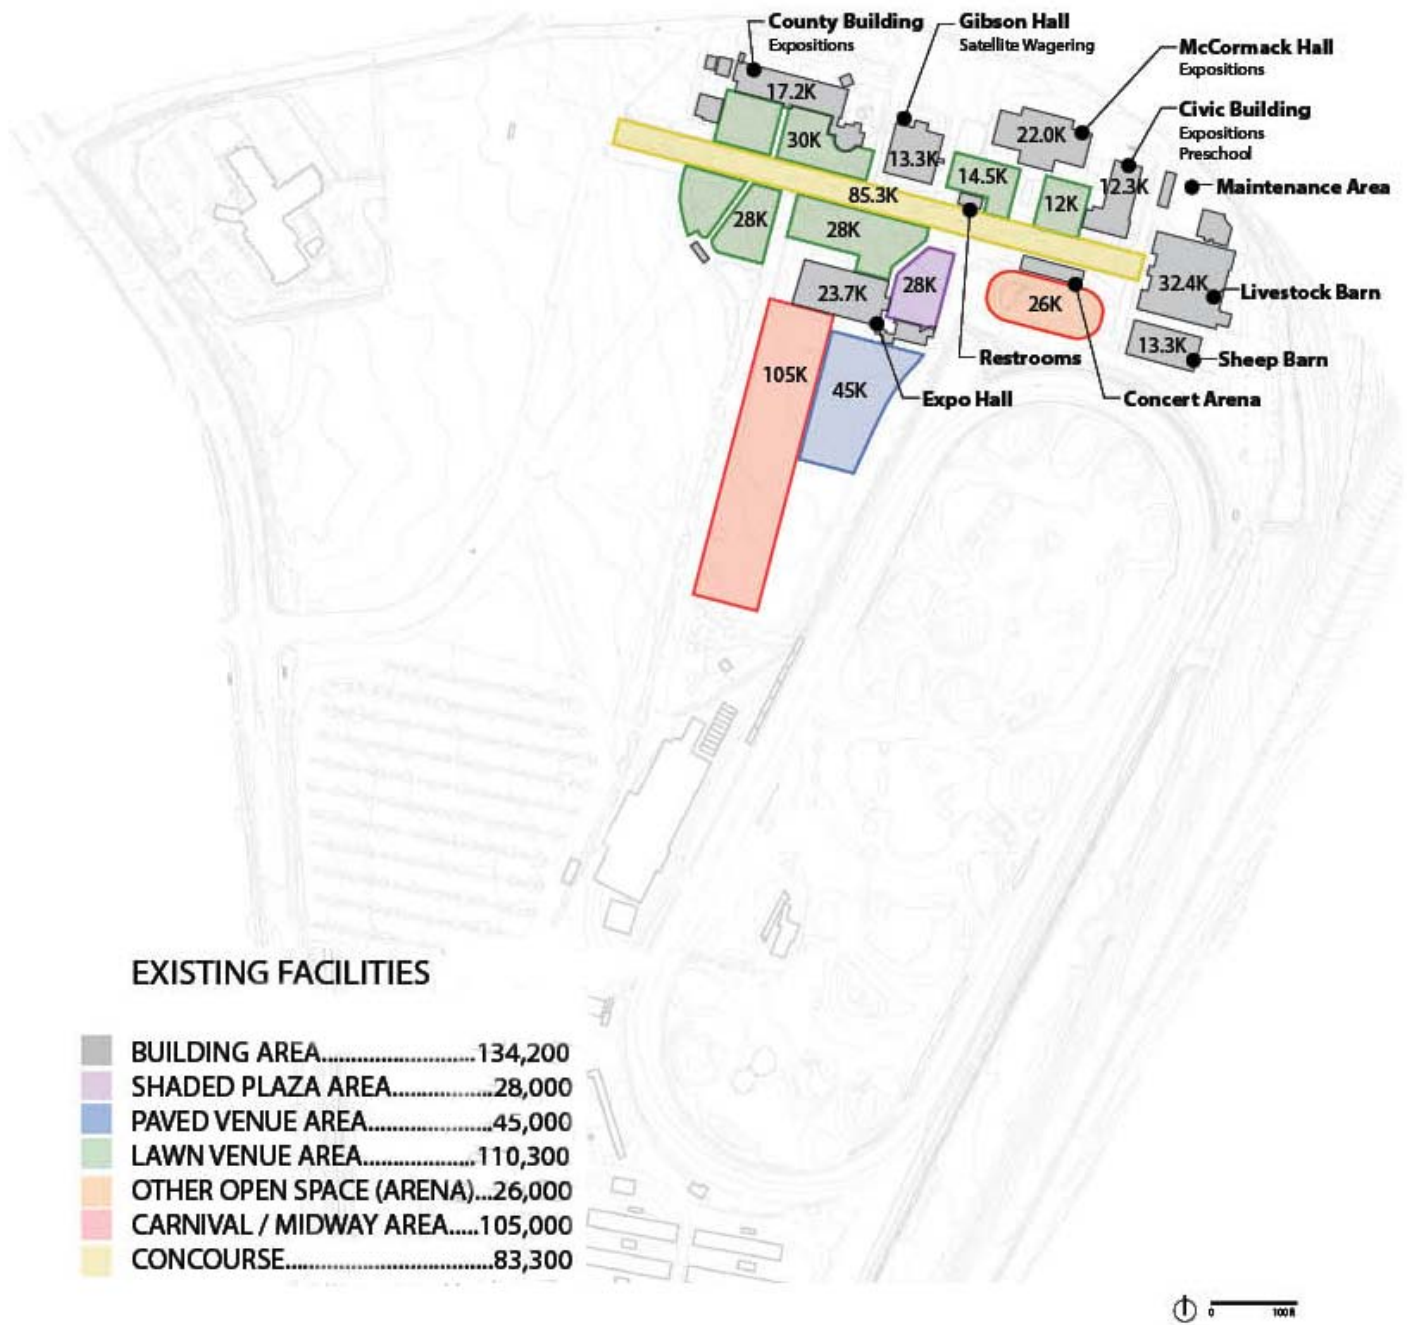 County Building
Expositions
Gibson Hall
Satellite Wagering
McCormack Hall
Expositions
Civic Building
Expositions
Preschool
Maintenance Area
17.2K
30K
13.3K
22.0K
14.5K
12.3K
12K
85.3K
28K
28K
28K
23.7K
26K
32.4K
Livestock Barn
13.3K
Sheep Barn
Restrooms
105K
45K
Expo Hall
Concert Arena
EXISTING FACILITIES
BUILDING AREA..........................134,200
SHADED PLAZA AREA.................28,000
PAVED VENUE AREA.....................45,000
LAWN VENUE AREA...................110,300
OTHER OPEN SPACE (ARENA)...26,000
CARNIVAL / MIDWAY AREA.....105,000
CONCOURSE...................................83,300
0 100ft